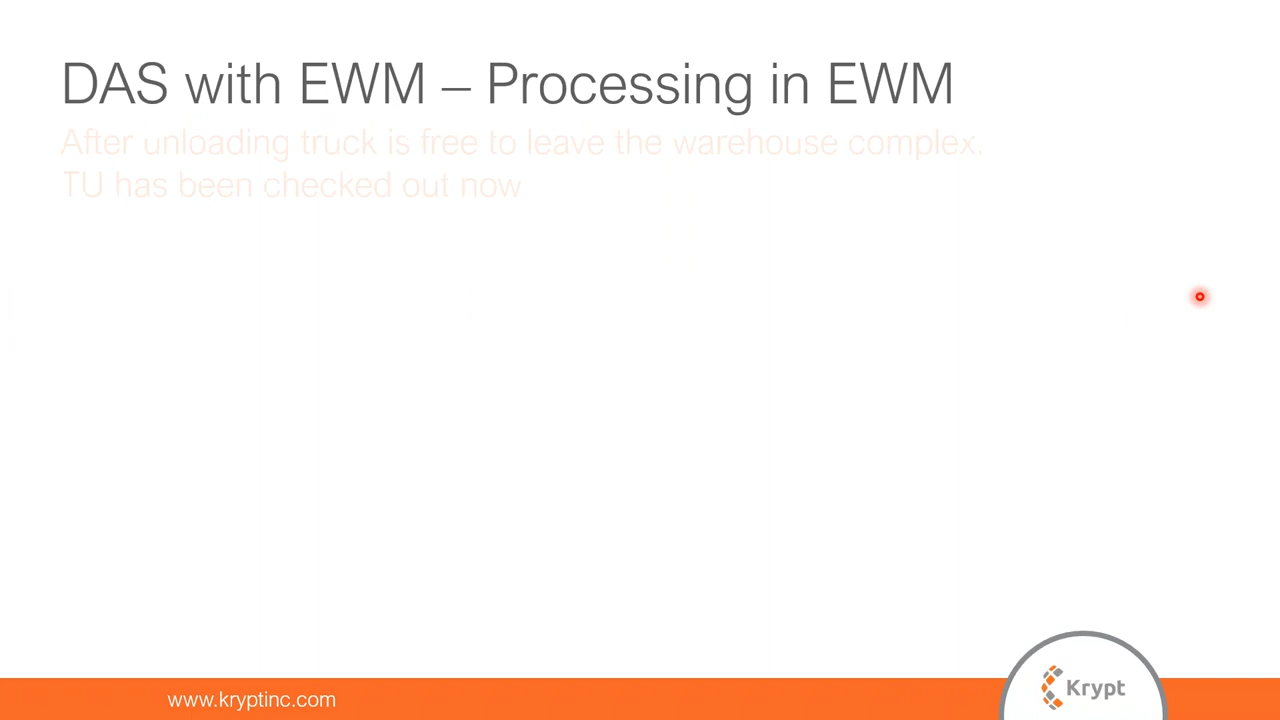 DAS with EWM – Processing in EWM
After unloading truck is free to leave the warehouse complex.
TU has been checked out now
www.kryptinc.com
Krypt